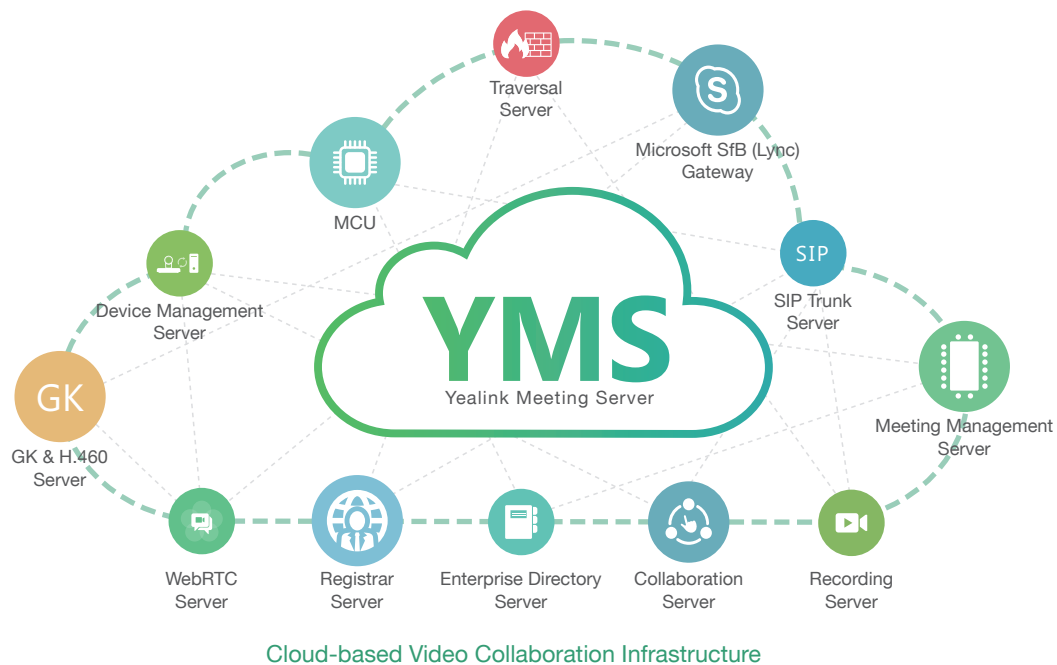 Traversal
Server
S
Microsoft SfB (Lync)
Gateway
MCU
SIP
SIP Trunk
Server
Device Management
Server
YMS
Yealink Meeting Server
GK
GK & H.460
Server
Meeting Management
Server
WebRTC
Server
Registrar
Server
Enterprise Directory
Server
Collaboration
Server
Recording
Server
Cloud-based Video Collaboration Infrastructure